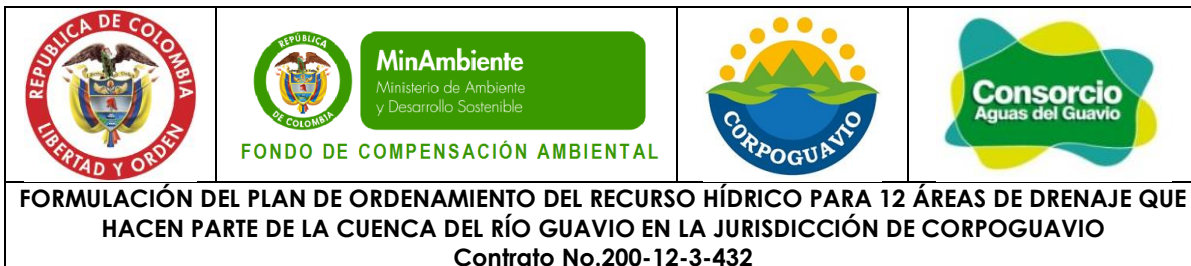 REPUBLICA DE COLOMBIA
LIBERTAD Y ORDEN
REPÚBLICA
DE COLOMBIA
MinAmbiente
Ministerio de Ambiente
y Desarrollo Sostenible
FONDO DE COMPENSACIÓN AMBIENTAL
CORPOGUAVIO
Consorcio
Aguas del Guavio
FORMULACIÓN DEL PLAN DE ORDENAMIENTO DEL RECURSO HÍDRICO PARA 12 ÁREAS DE DRENAJE QUE
HACEN PARTE DE LA CUENCA DEL RÍO GUAVIO EN LA JURISDICCIÓN DE CORPOGUAVIO
Contrato No.200-12-3-432